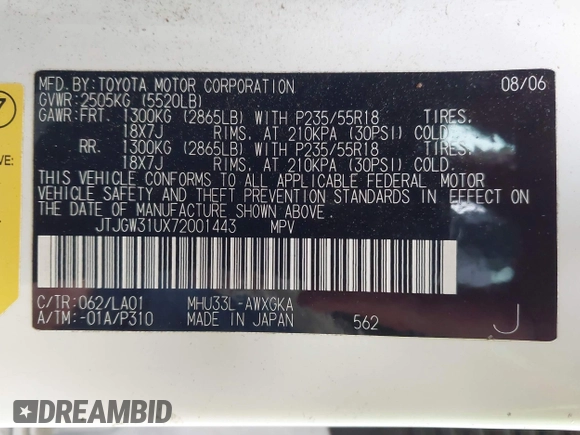 MFD.BY:TOYOTA MOTOR CORPORATION 08/06
GVWR:2505KG (5520LB)
GAWR:FRT. 1300KG (2865LB) WITH P235/55R18 TIRES,
18X7J RIMS, AT 210KPA (30PSI) COLD.
RR. 1300KG (2865LB) WITH P235/55R18 TIRES,
18X7J RIMS, AT 210KPA (30PSI) COLD.
THIS VEHICLE CONFORMS TO ALL APPLICABLE FEDERAL MOTOR
VEHICLE SAFETY AND THEFT PREVENTION STANDARDS IN EFFECT ON
THE DATE OF MANUFACTURE SHOWN ABOVE.
JTJGW31UX72001443 MPV
C/TR:062/LA01 MHU33L-AWXGKA
A/TM:-01A/P310 MADE IN JAPAN 562 J
DREAMBID